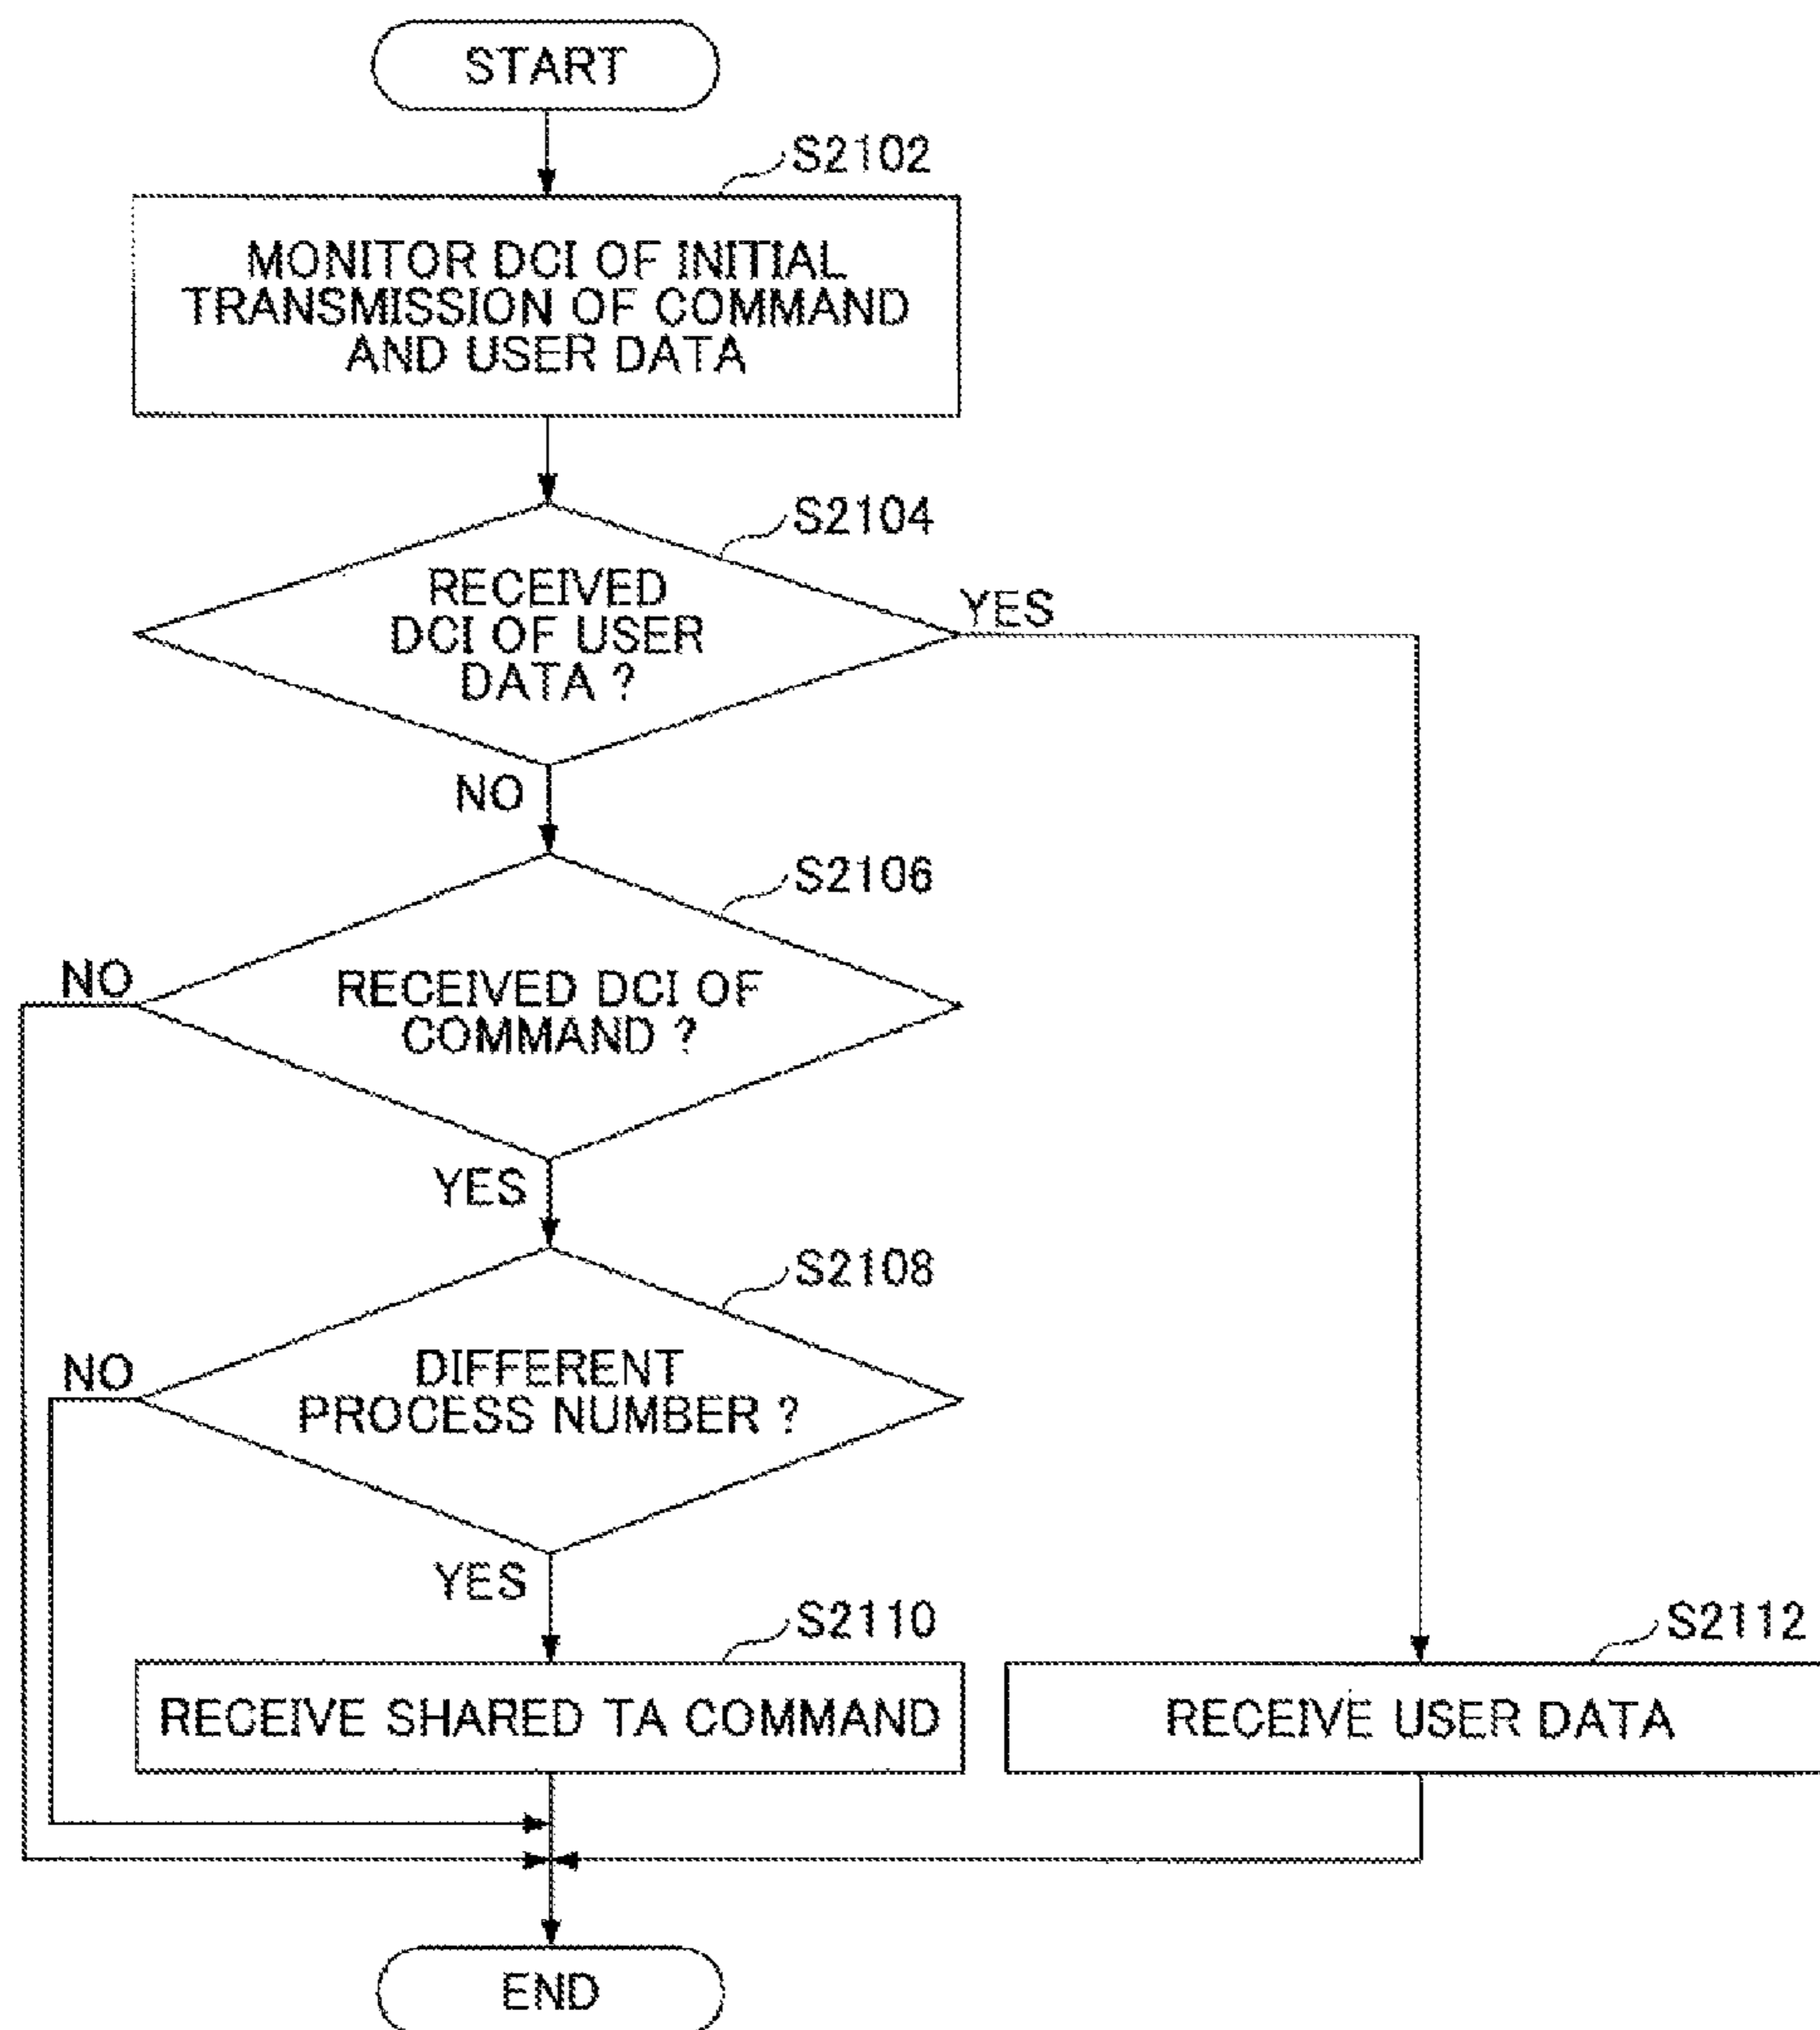 START
S2102
MONITOR DCI OF INITIAL
TRANSMISSION OF COMMAND
AND USER DATA
S2104
RECEIVED
DCI OF USER
DATA ?
YES
NO
S2106
RECEIVED DCI OF
COMMAND ?
NO
YES
S2108
DIFFERENT
PROCESS NUMBER ?
NO
YES
S2110
RECEIVE SHARED TA COMMAND
S2112
RECEIVE USER DATA
END